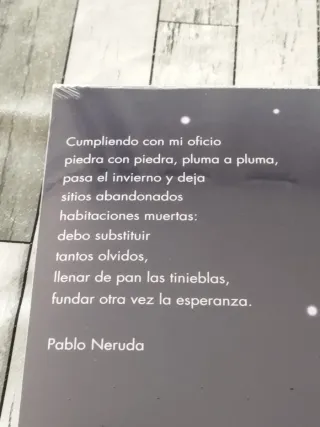 Cumpliendo con mi oficio
piedra con piedra, pluma a pluma,
pasa el invierno y deja
sitios abandonados
habitaciones muertas:
debo substituir
tantos olvidos,
llenar de pan las tinieblas,
fundar otra vez la esperanza.
Pablo Neruda